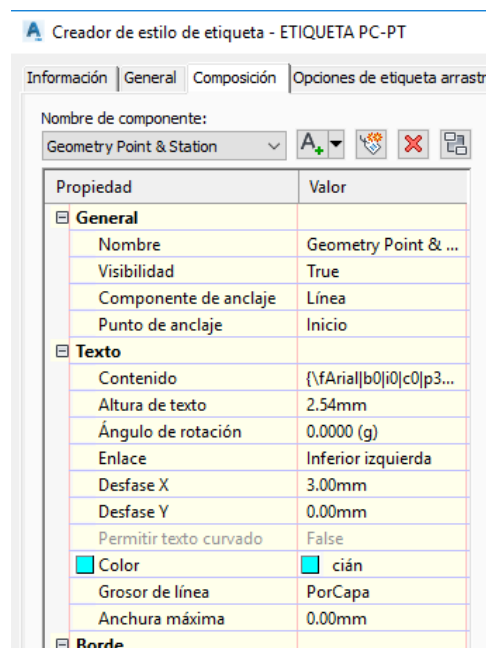 Creador de estilo de etiqueta - ETIQUETA PC-PT
Información General Composición Opciones de etiqueta arrastr
Nombre de componente:
Geometry Point & Station
Propiedad Valor
General
Nombre Geometry Point & ...
Visibilidad True
Componente de anclaje Línea
Punto de anclaje Inicio
Texto
Contenido {\fArial|b0|i0|c0|p3...
Altura de texto 2.54mm
Ángulo de rotación 0.0000 (g)
Enlace Inferior izquierda
Desfase X 3.00mm
Desfase Y 0.00mm
Permitir texto curvado False
Color cián
Grosor de línea PorCapa
Anchura máxima 0.00mm
Borde